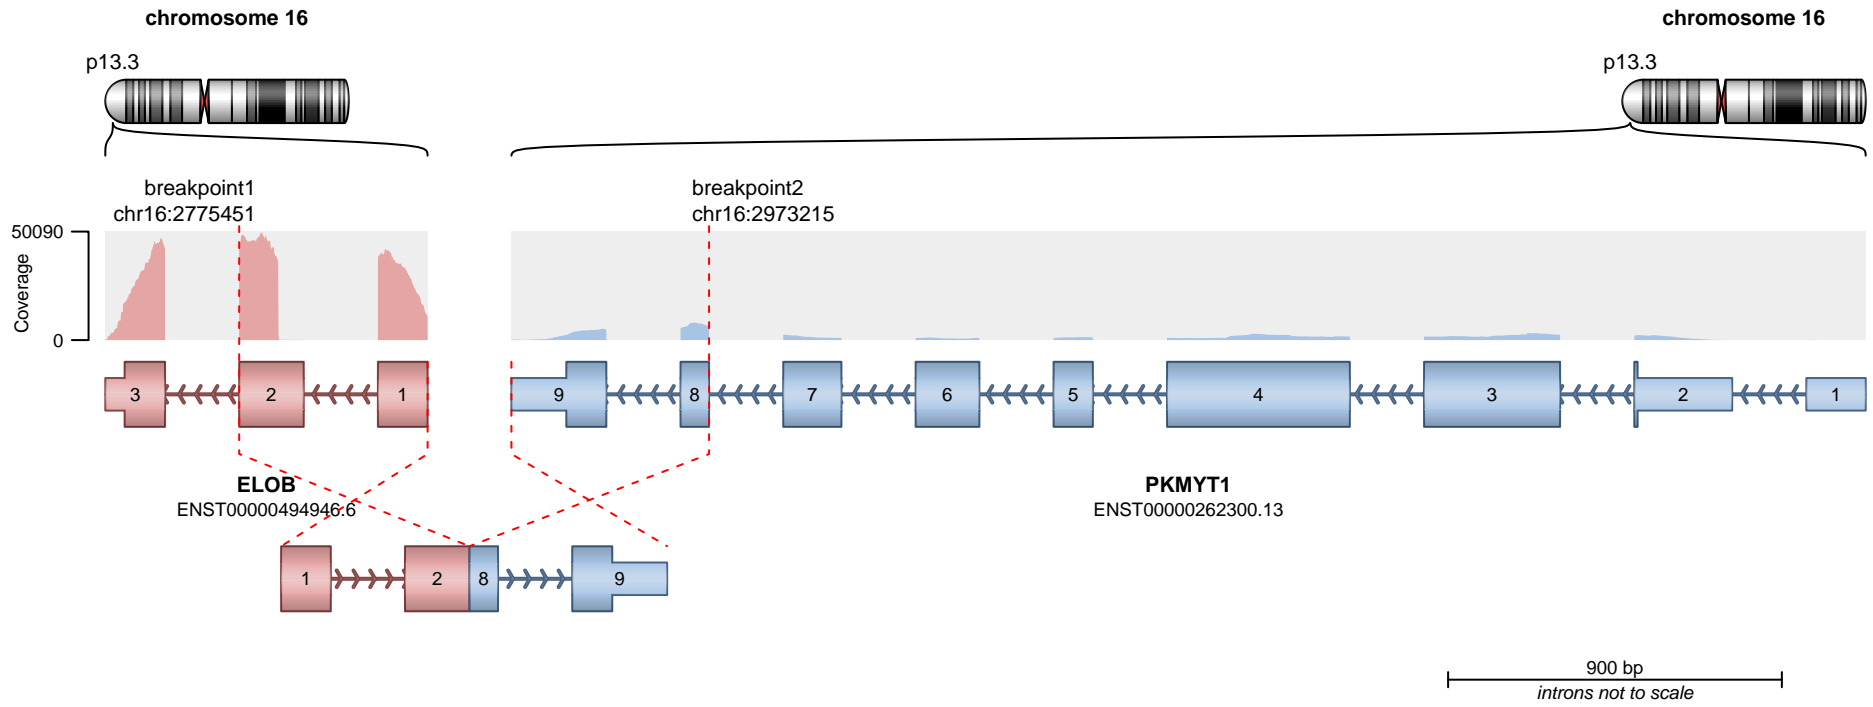 chromosome 16
chromosome 16
p13.3
p13.3
breakpoint1
chr16:2775451
breakpoint2
chr16:2973215
50090
Coverage
0
3 2 1
9 8 7 6 5 4 3 2 1
ELOB
ENST00000494946.6
PKMYT1
ENST00000262300.13
1 2 8 9
900 bp
introns not to scale